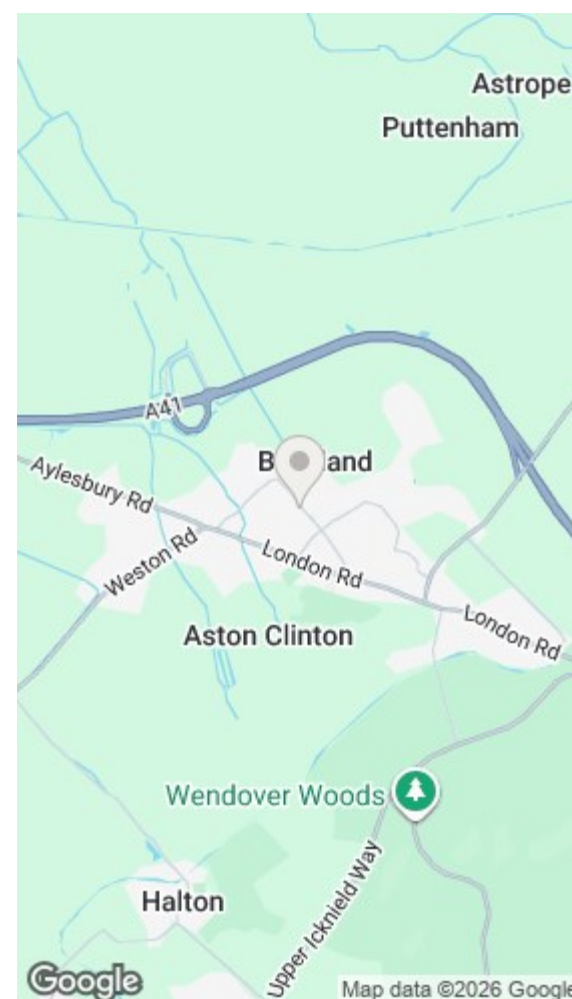 Astrope
Puttenham
A41
Aylesbury Rd
Weston Rd
London Rd
London Rd
Aston Clinton
Wendover Woods
Halton
Upper Icknield Way
Google
Map data ©2026 Google